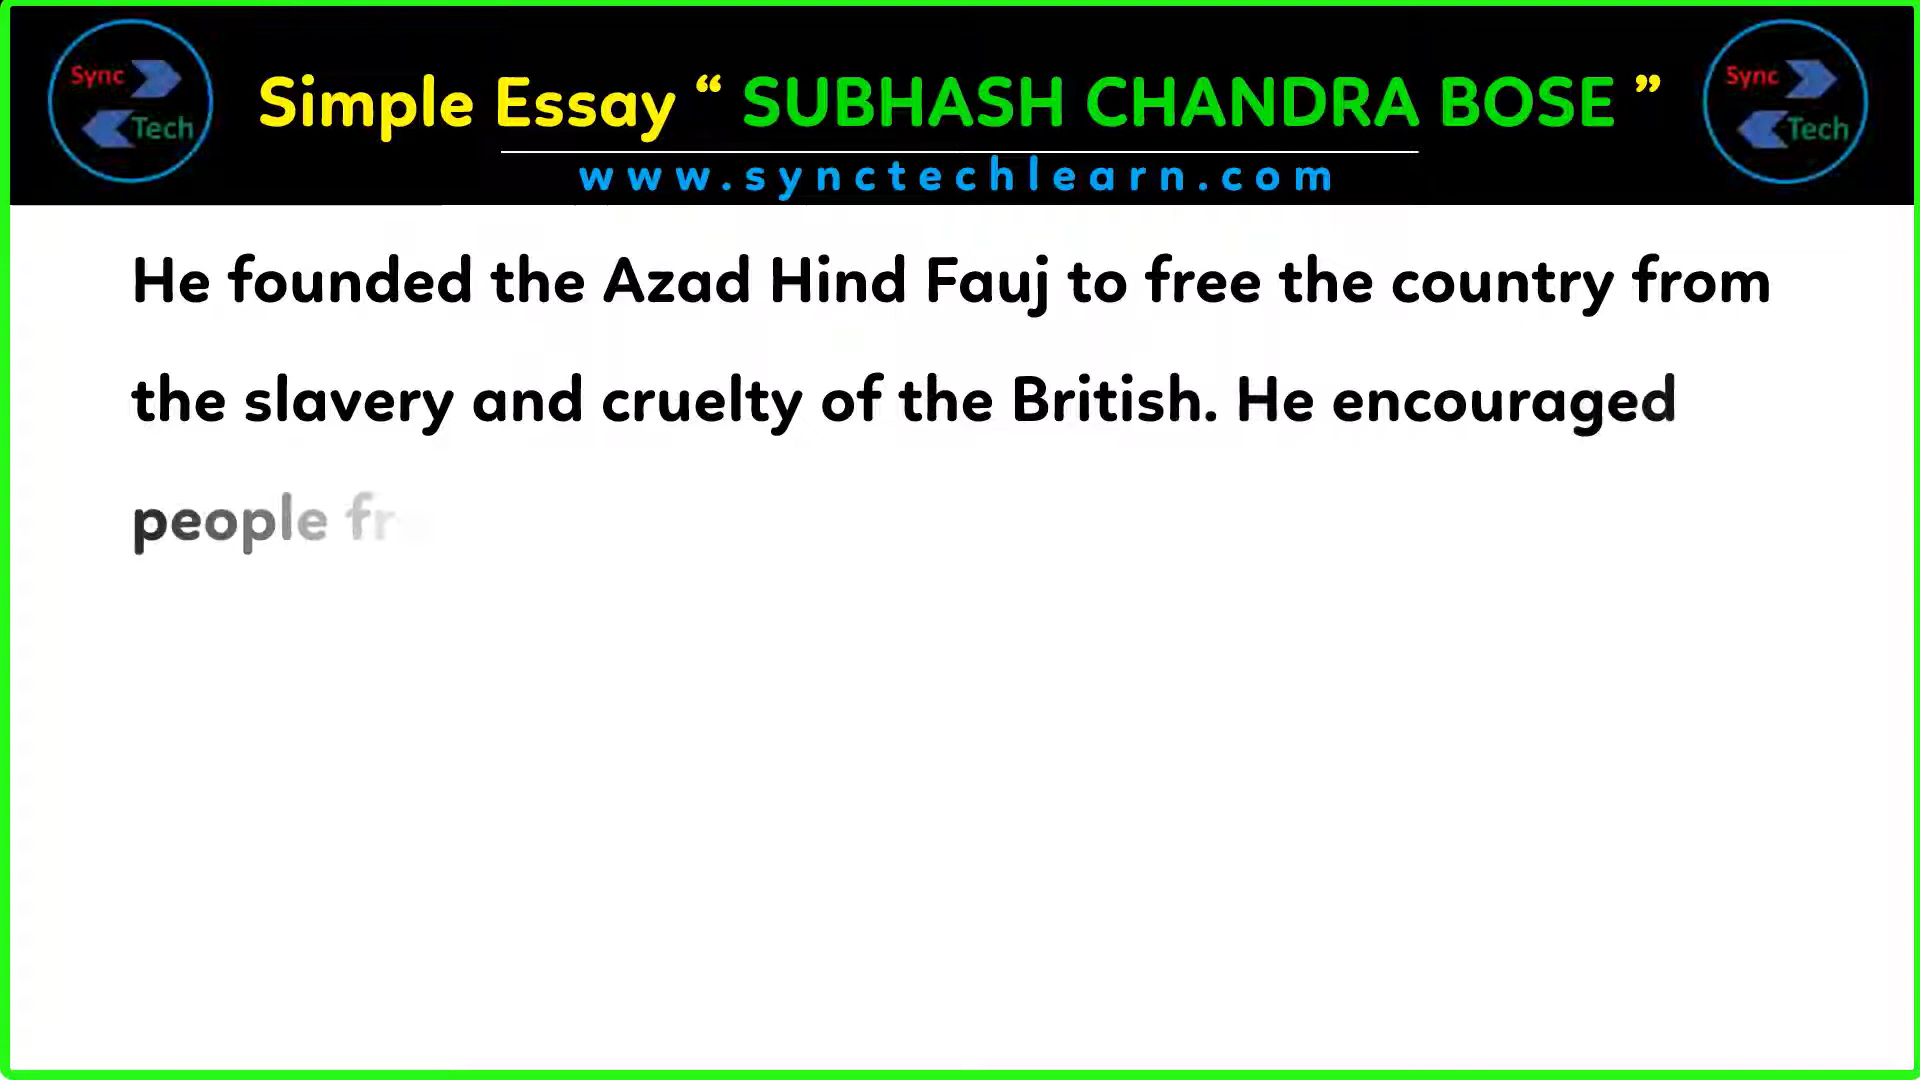 Sync
Tech
Simple Essay “ SUBHASH CHANDRA BOSE ”
www.synctechlearn.com
Sync
Tech
He founded the Azad Hind Fauj to free the country from
the slavery and cruelty of the British. He encouraged
people